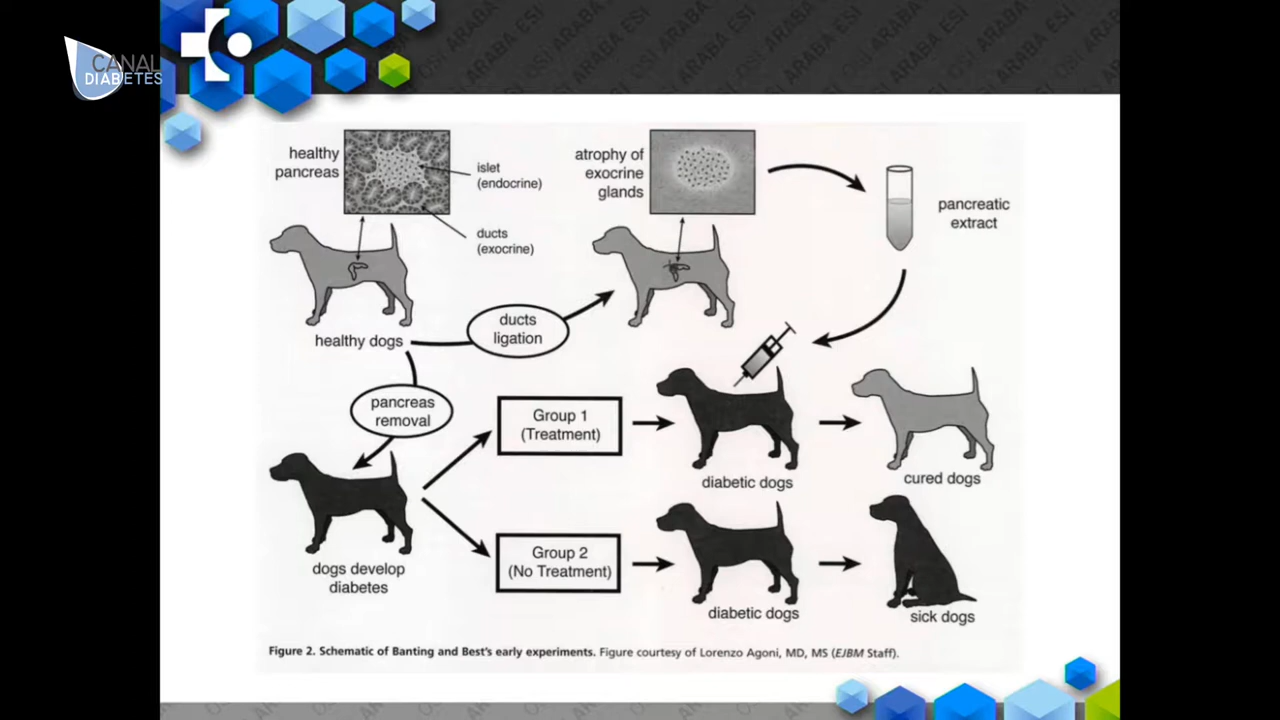 CANAL
DIABETES
ARABA ESI
healthy
pancreas
islet
(endocrine)
ducts
(exocrine)
atrophy of
exocrine
glands
pancreatic
extract
healthy dogs
ducts
ligation
pancreas
removal
Group 1
(Treatment)
diabetic dogs
cured dogs
dogs develop
diabetes
Group 2
(No Treatment)
diabetic dogs
sick dogs
Figure 2. Schematic of Banting and Best's early experiments. Figure courtesy of Lorenzo Agoni, MD, MS (EJBM Staff).